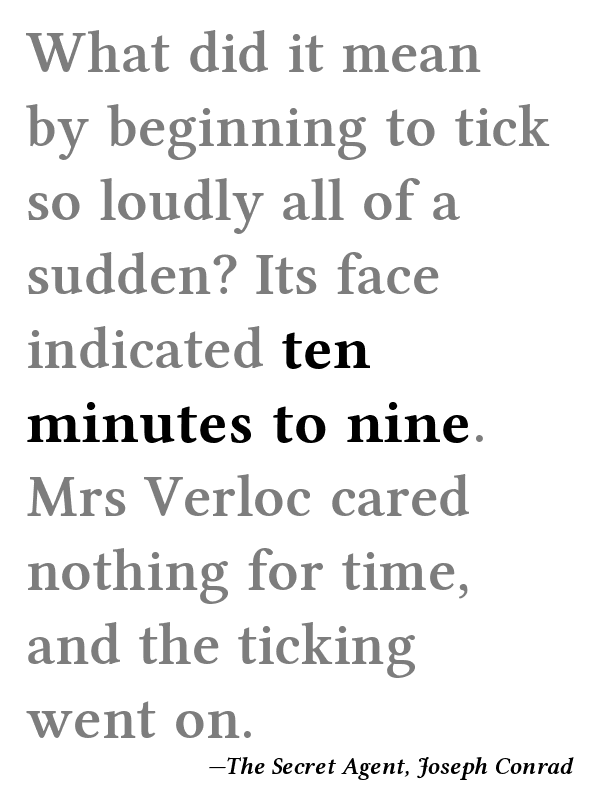 What did it mean
by beginning to tick
so loudly all of a
sudden? Its face
indicated ten
minutes to nine.
Mrs Verloc cared
nothing for time,
and the ticking
went on.
—The Secret Agent, Joseph Conrad